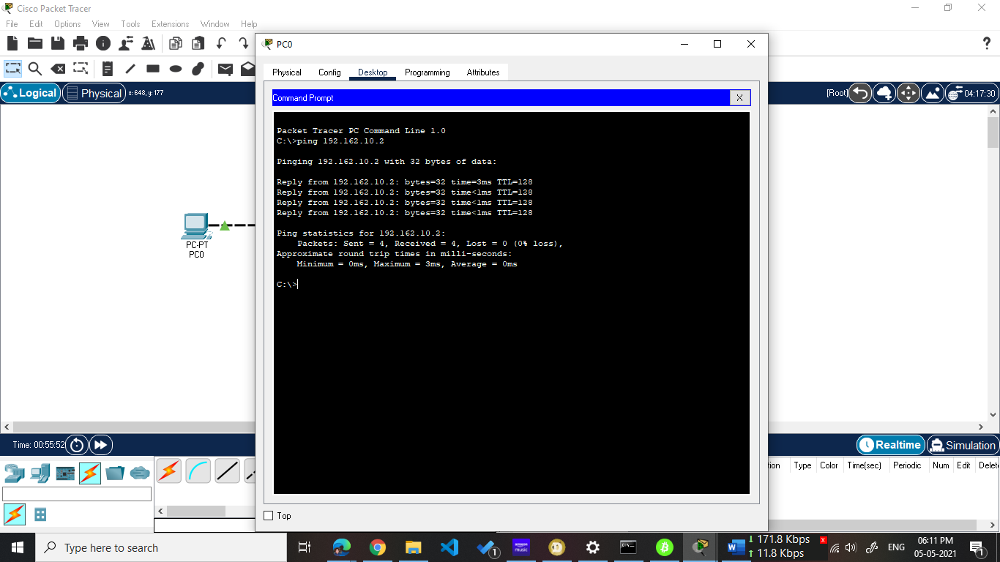 Cisco Packet Tracer
File Edit Options View Tools Extensions Window Help
PC0
Physical Config Desktop Programming Attributes
Logical Physical x: 648, y: 177
[Root] 04:17:30
Command Prompt X
Packet Tracer PC Command Line 1.0
C:\>ping 192.162.10.2
Pinging 192.162.10.2 with 32 bytes of data:
Reply from 192.162.10.2: bytes=32 time=3ms TTL=128
Reply from 192.162.10.2: bytes=32 time<1ms TTL=128
Reply from 192.162.10.2: bytes=32 time<1ms TTL=128
Reply from 192.162.10.2: bytes=32 time<1ms TTL=128
Ping statistics for 192.162.10.2:
Packets: Sent = 4, Received = 4, Lost = 0 (0% loss),
Approximate round trip times in milli-seconds:
Minimum = 0ms, Maximum = 3ms, Average = 0ms
C:\>
PC-PT
PC0
Top
Time: 00:55:52
Realtime Simulation
tion Type Color Time(sec) Periodic Num Edit Delet
Type here to search
1
amazon music
171.8 Kbps
11.8 Kbps
x
ENG
06:11 PM
05-05-2021
1